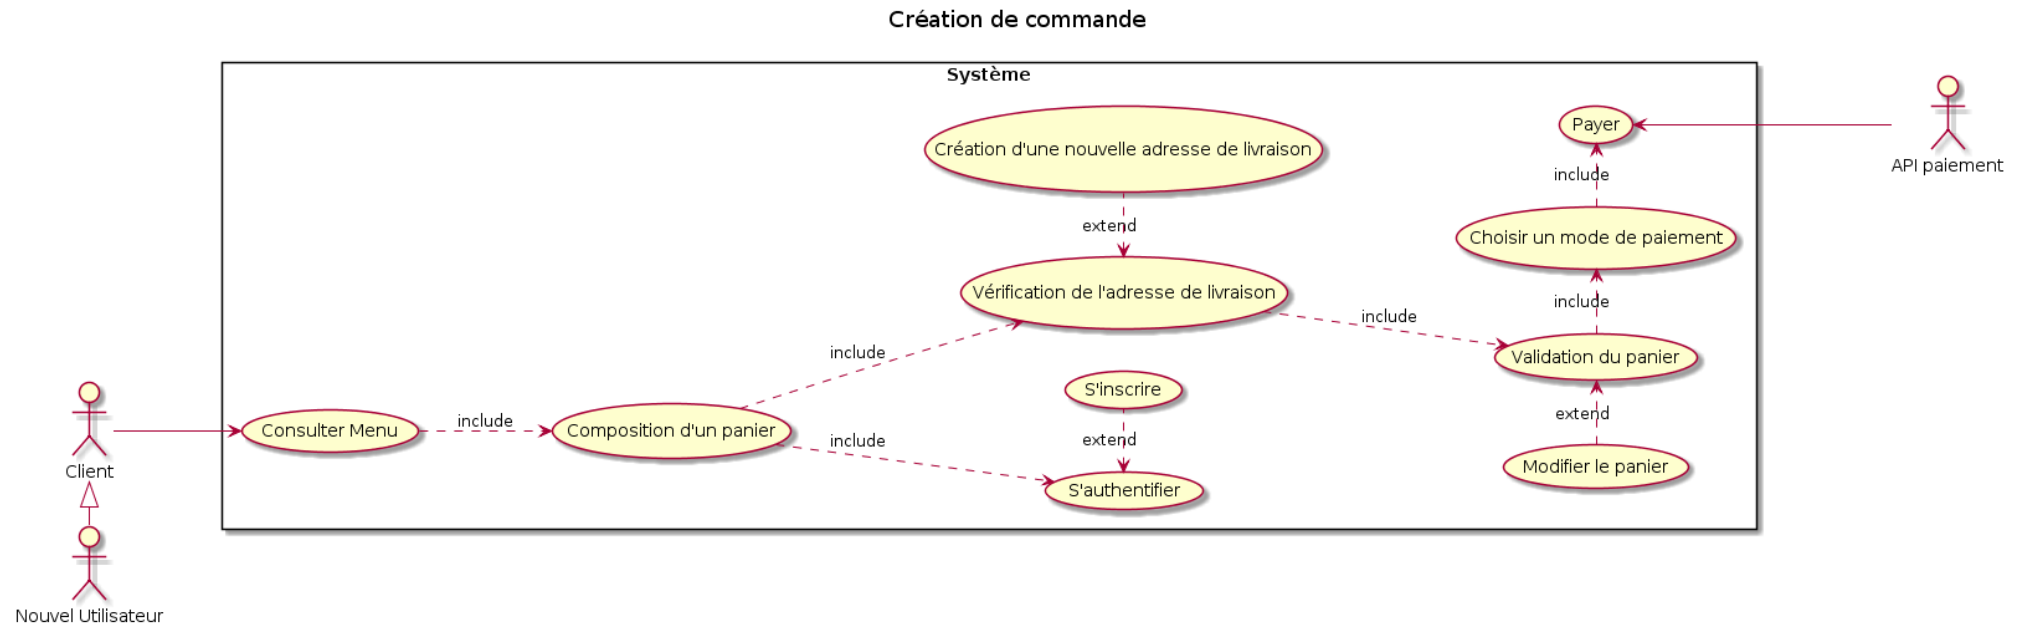 Création de commande
Système
Payer
API paiement
Création d'une nouvelle adresse de livraison
include
extend
Choisir un mode de paiement
Vérification de l'adresse de livraison
include
include
include
Validation du panier
S'inscrire
extend
Client
Consulter Menu
include
Composition d'un panier
include
extend
Modifier le panier
S'authentifier
Nouvel Utilisateur